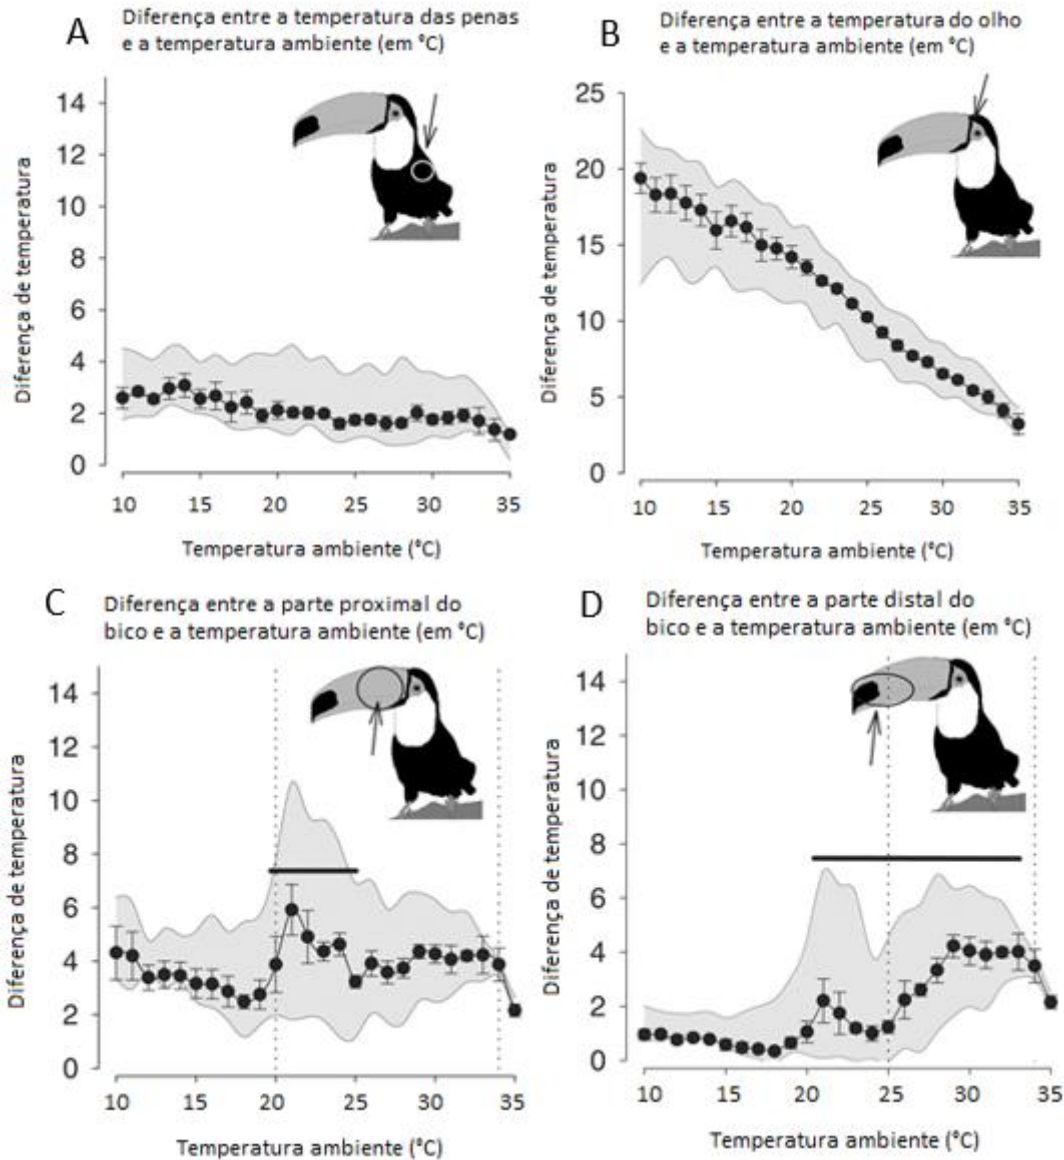 A
Diferença entre a temperatura das penas
e a temperatura ambiente (em °C)
Diferença de temperatura
14
12
10
8
6
4
2
0
10 15 20 25 30 35
Temperatura ambiente (°C)
B
Diferença entre a temperatura do olho
e a temperatura ambiente (em °C)
Diferença de temperatura
25
20
15
10
5
0
10 15 20 25 30 35
Temperatura ambiente (°C)
C
Diferença entre a parte proximal do
bico e a temperatura ambiente (em °C)
Diferença de temperatura
14
12
10
8
6
4
2
0
10 15 20 25 30 35
Temperatura ambiente (°C)
D
Diferença entre a parte distal do
bico e a temperatura ambiente (em °C)
Diferença de temperatura
14
12
10
8
6
4
2
0
10 15 20 25 30 35
Temperatura ambiente (°C)